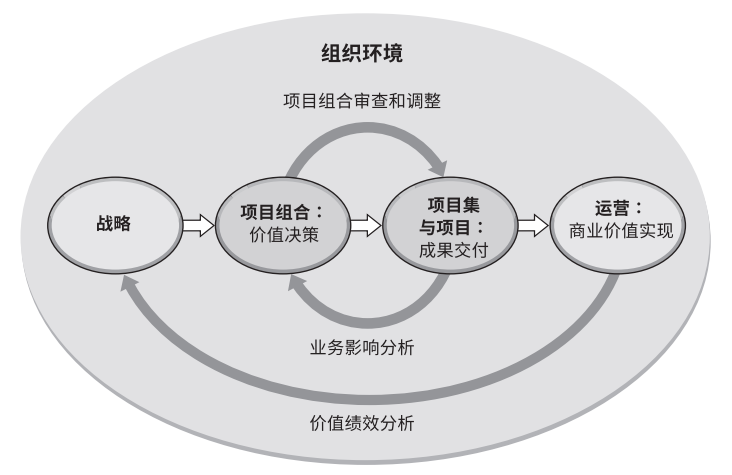 组织环境
项目组合审查和调整
战略
项目组合：
价值决策
项目集
与项目：
成果交付
运营：
商业价值实现
业务影响分析
价值绩效分析